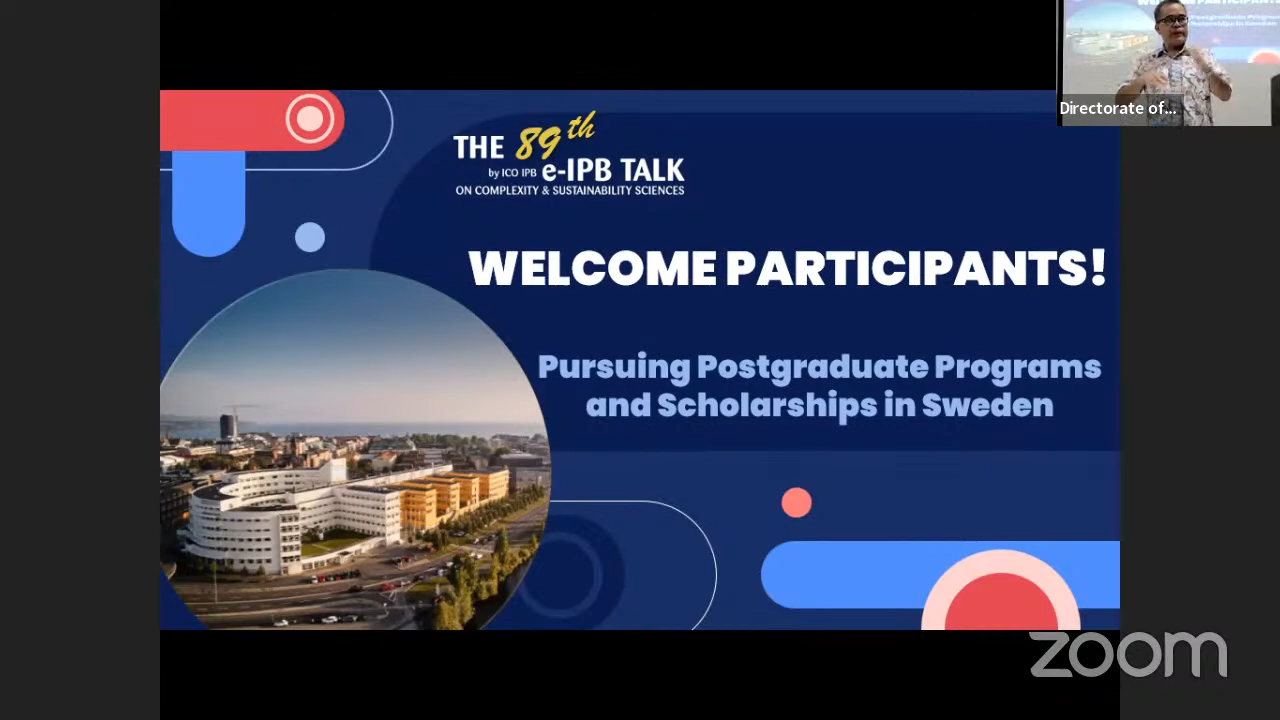 Directorate of...
THE 89th
by ICO IPB e-IPB TALK
ON COMPLEXITY & SUSTAINABILITY SCIENCES
WELCOME PARTICIPANTS!
Pursuing Postgraduate Programs
and Scholarships in Sweden
zoom